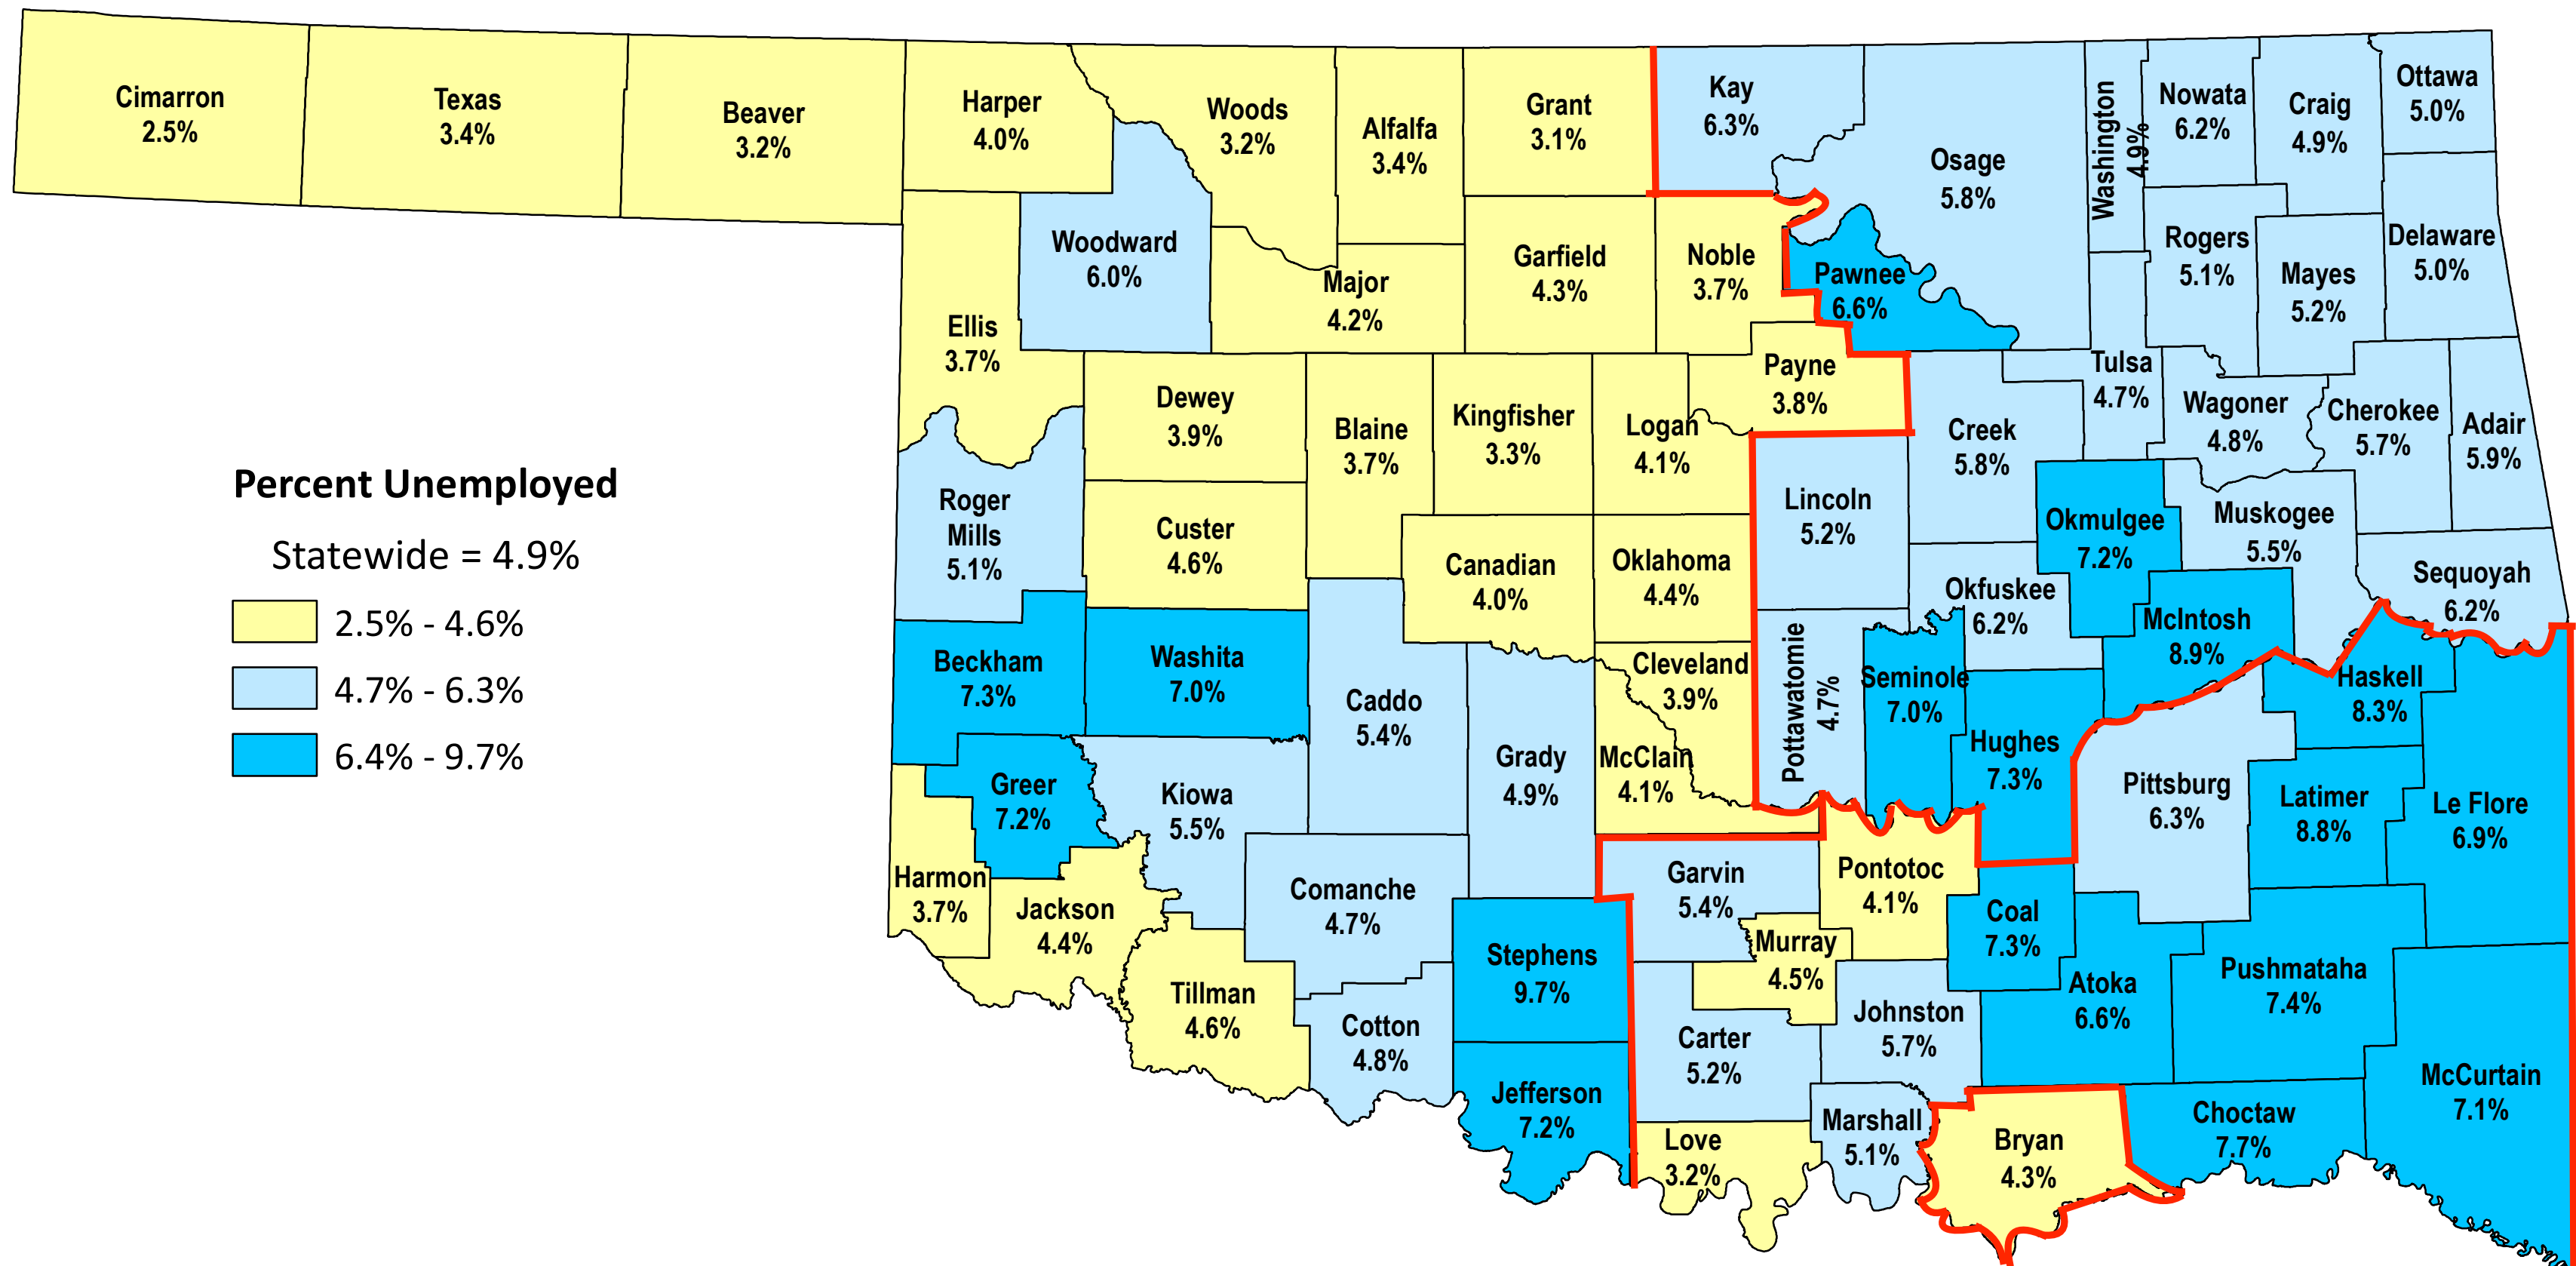 Cimarron
2.5%
Texas
3.4%
Beaver
3.2%
Harper
4.0%
Woods
3.2%
Alfalfa
3.4%
Grant
3.1%
Kay
6.3%
Osage
5.8%
Washington
4.9%
Nowata
6.2%
Craig
4.9%
Ottawa
5.0%
Woodward
6.0%
Major
4.2%
Garfield
4.3%
Noble
3.7%
Pawnee
6.6%
Rogers
5.1%
Mayes
5.2%
Delaware
5.0%
Ellis
3.7%
Dewey
3.9%
Blaine
3.7%
Kingfisher
3.3%
Logan
4.1%
Payne
3.8%
Creek
5.8%
Tulsa
4.7%
Wagoner
4.8%
Cherokee
5.7%
Adair
5.9%
Percent Unemployed
Statewide = 4.9%
2.5% - 4.6%
4.7% - 6.3%
6.4% - 9.7%
Roger
Mills
5.1%
Custer
4.6%
Canadian
4.0%
Oklahoma
4.4%
Lincoln
5.2%
Okmulgee
7.2%
Muskogee
5.5%
Okfuskee
6.2%
McIntosh
8.9%
Sequoyah
6.2%
Beckham
7.3%
Washita
7.0%
Caddo
5.4%
Grady
4.9%
Cleveland
3.9%
McClain
4.1%
Pottawatomie
4.7%
Seminole
7.0%
Hughes
7.3%
Pittsburg
6.3%
Haskell
8.3%
Latimer
8.8%
Le Flore
6.9%
Greer
7.2%
Kiowa
5.5%
Harmon
3.7%
Jackson
4.4%
Comanche
4.7%
Stephens
9.7%
Garvin
5.4%
Pontotoc
4.1%
Coal
7.3%
Murray
4.5%
Tillman
4.6%
Cotton
4.8%
Carter
5.2%
Johnston
5.7%
Atoka
6.6%
Pushmataha
7.4%
McCurtain
7.1%
Jefferson
7.2%
Love
3.2%
Marshall
5.1%
Bryan
4.3%
Choctaw
7.7%